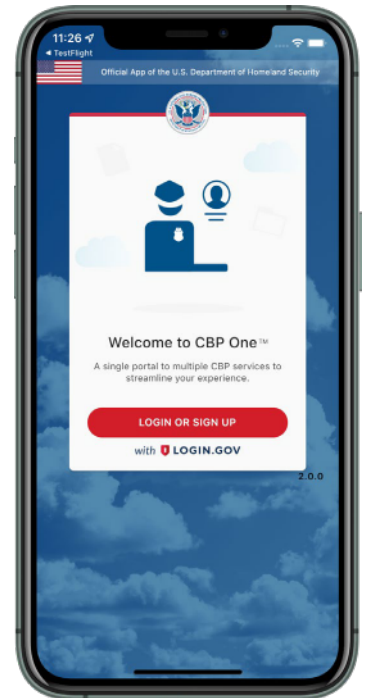 11:26
TestFlight
Official App of the U.S. Department of Homeland Security
Welcome to CBP One™
A single portal to multiple CBP services to
streamline your experience.
LOGIN OR SIGN UP
with LOGIN.GOV
2.0.0